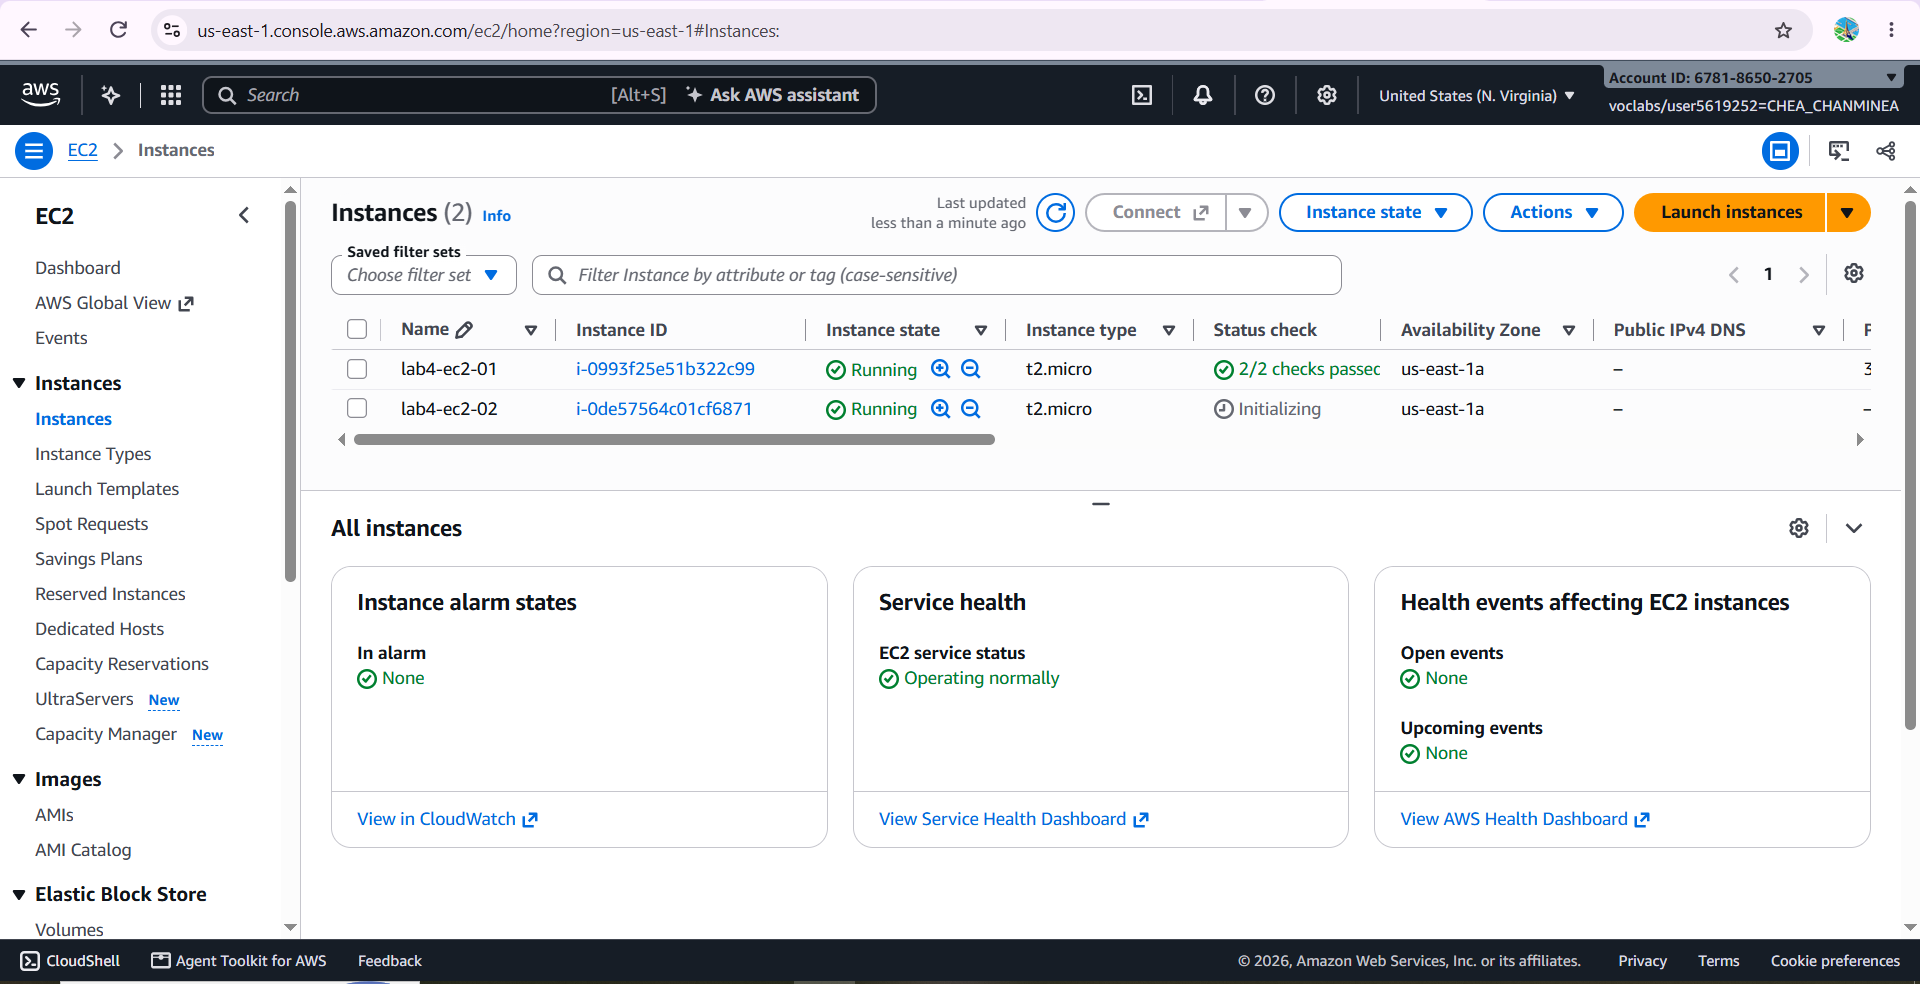 us-east-1.console.aws.amazon.com/ec2/home?region=us-east-1#Instances:
aws
Search
[Alt+S]
Ask AWS assistant
United States (N. Virginia)
Account ID: 6781-8650-2705
voclabs/user5619252=CHEA_CHANMINEA
EC2 > Instances
EC2
Dashboard
AWS Global View
Events
Instances
Instances
Instance Types
Launch Templates
Spot Requests
Savings Plans
Reserved Instances
Dedicated Hosts
Capacity Reservations
UltraServers New
Capacity Manager New
Images
AMIs
AMI Catalog
Elastic Block Store
Volumes
Instances (2) Info
Last updated
less than a minute ago
Connect
Instance state
Actions
Launch instances
Saved filter sets
Choose filter set
Filter Instance by attribute or tag (case-sensitive)
1
Name Instance ID Instance state Instance type Status check Availability Zone Public IPv4 DNS
lab4-ec2-01 i-0993f25e51b322c99 Running t2.micro 2/2 checks passed us-east-1a – 3
lab4-ec2-02 i-0de57564c01cf6871 Running t2.micro Initializing us-east-1a – –
All instances
Instance alarm states
In alarm
None
View in CloudWatch
Service health
EC2 service status
Operating normally
View Service Health Dashboard
Health events affecting EC2 instances
Open events
None
Upcoming events
None
View AWS Health Dashboard
CloudShell
Agent Toolkit for AWS
Feedback
© 2026, Amazon Web Services, Inc. or its affiliates.
Privacy
Terms
Cookie preferences